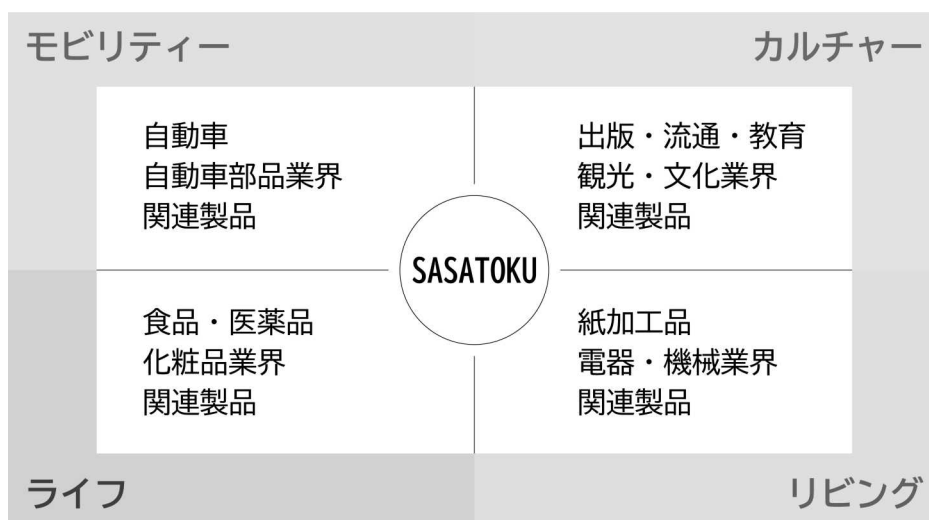 モビリティー
カルチャー
自動車
自動車部品業界
関連製品
出版・流通・教育
観光・文化業界
関連製品
SASATOKU
食品・医薬品
化粧品業界
関連製品
紙加工品
電器・機械業界
関連製品
ライフ
リビング